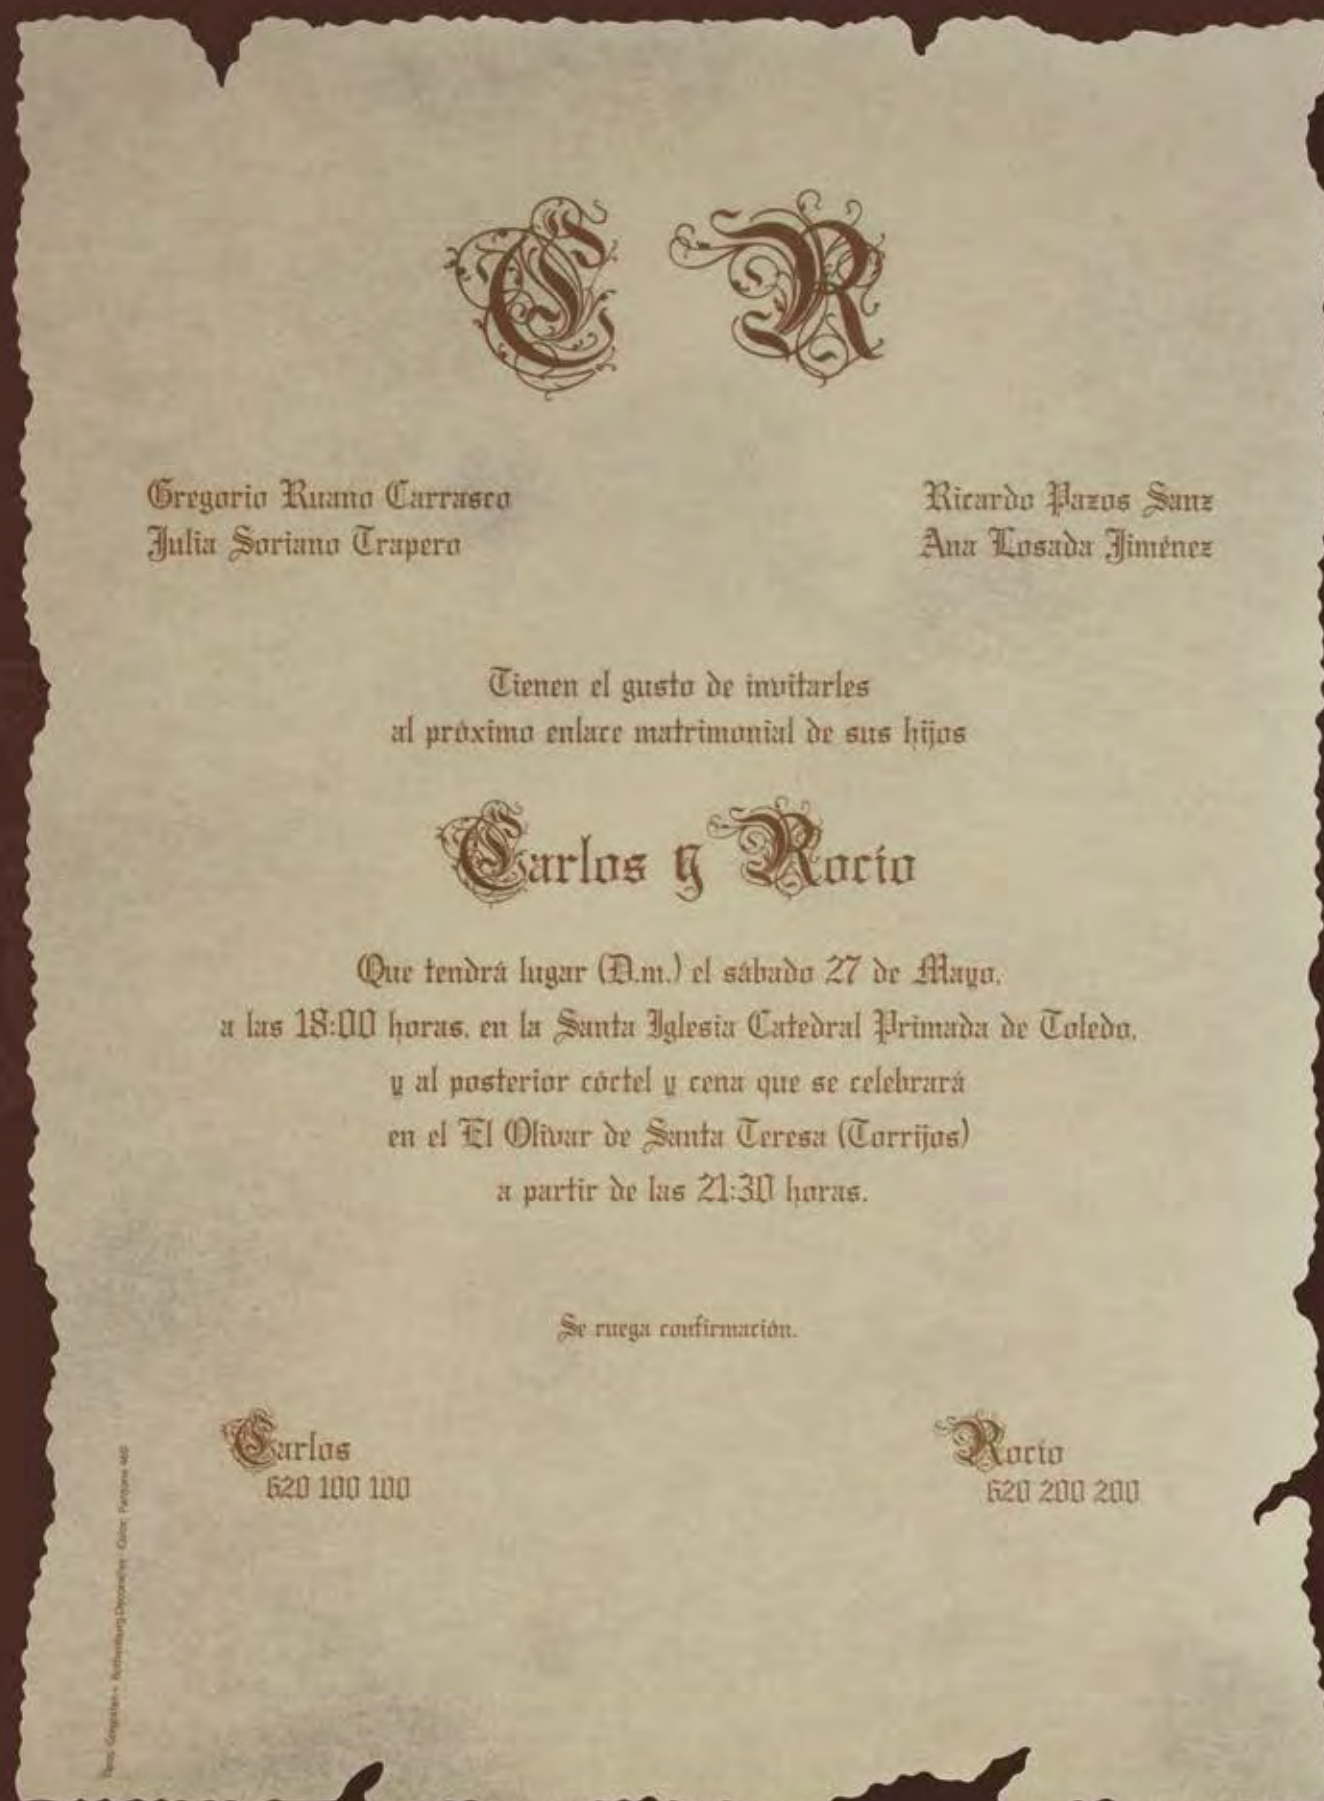 C R
Gregorio Ruano Carrasco
Julia Soriano Trapero
Ricardo Pazos Sanz
Ana Losada Jiménez
Tienen el gusto de invitarles
al próximo enlace matrimonial de sus hijos
Carlos y Rocío
Que tendrá lugar (D.m.) el sábado 27 de Mayo,
a las 18:00 horas, en la Santa Iglesia Catedral Primada de Toledo,
y al posterior cóctel y cena que se celebrará
en el El Olivar de Santa Teresa (Torrijos)
a partir de las 21:30 horas.
Se ruega confirmación.
Carlos
620 100 100
Rocío
620 200 200
Rothenburg Decorative - Color: Pantone